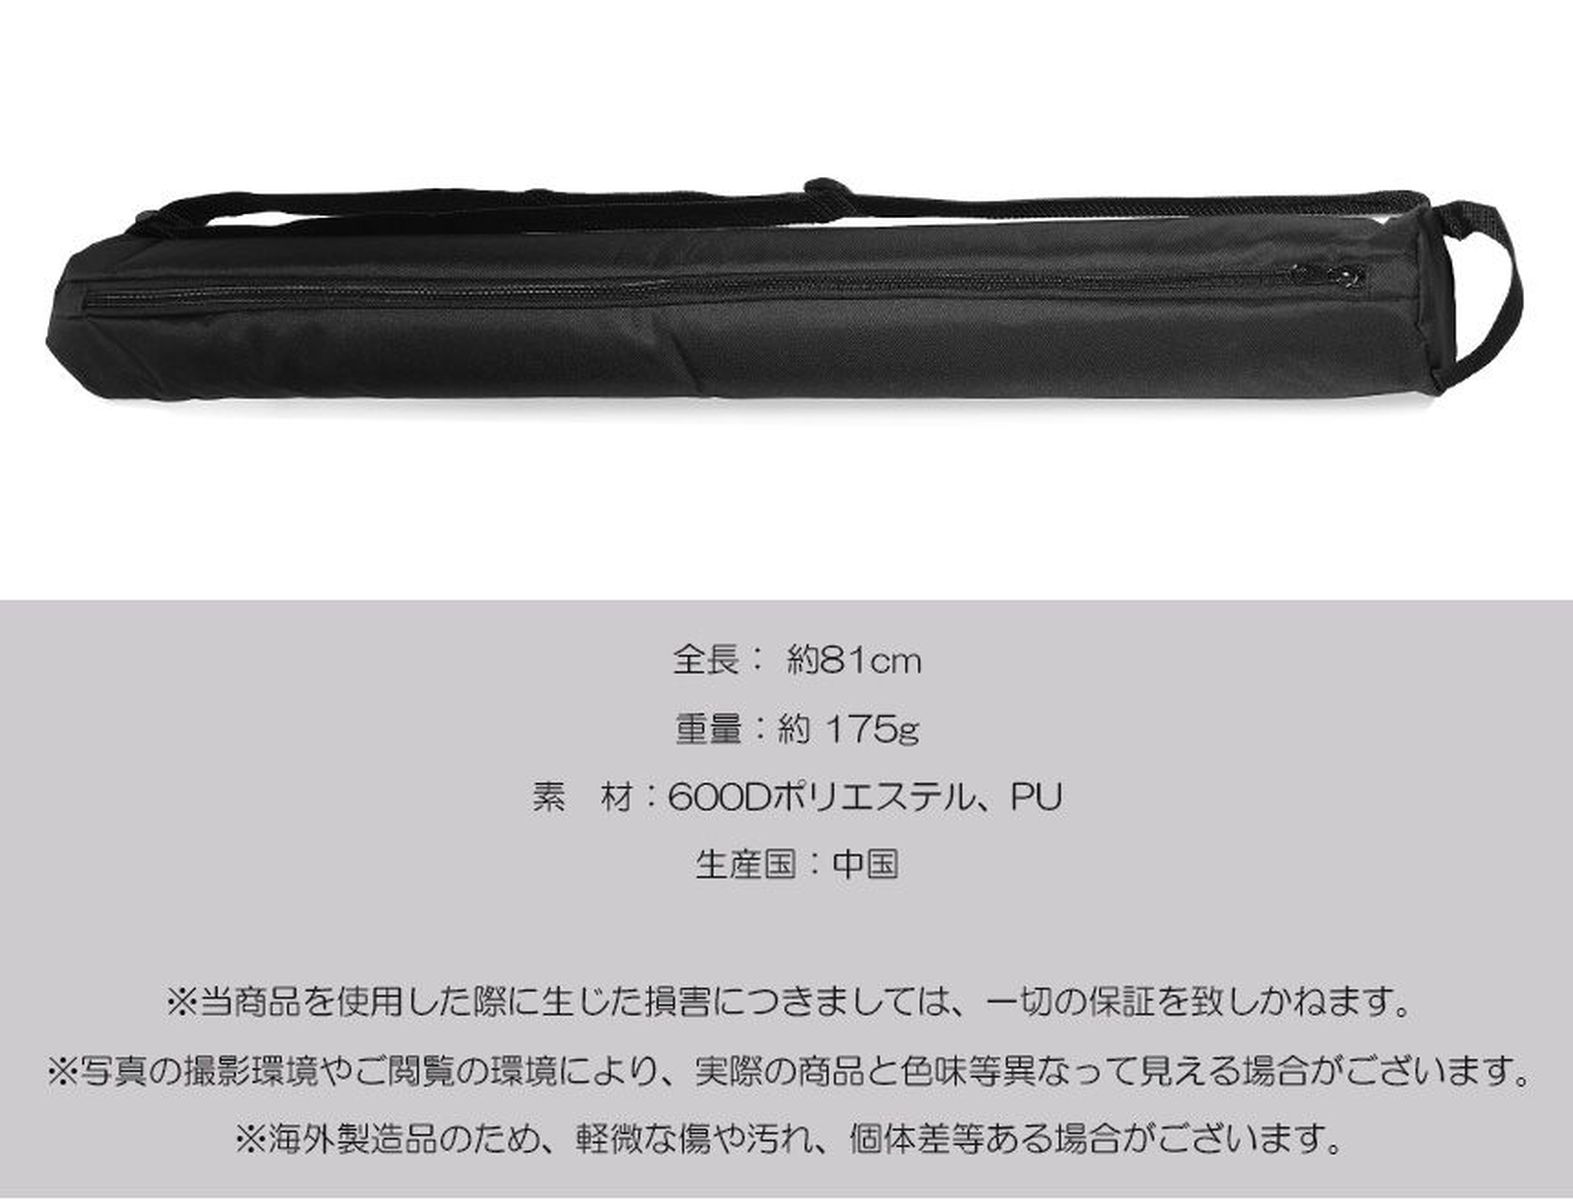 全長： 約81cm
重量：約 175g
素　材：600Dポリエステル、PU
生産国：中国
※当商品を使用した際に生じた損害につきましては、一切の保証を致しかねます。
※写真の撮影環境やご閲覧の環境により、実際の商品と色味等異なって見える場合がございます。
※海外製造品のため、軽微な傷や汚れ、個体差等ある場合がございます。